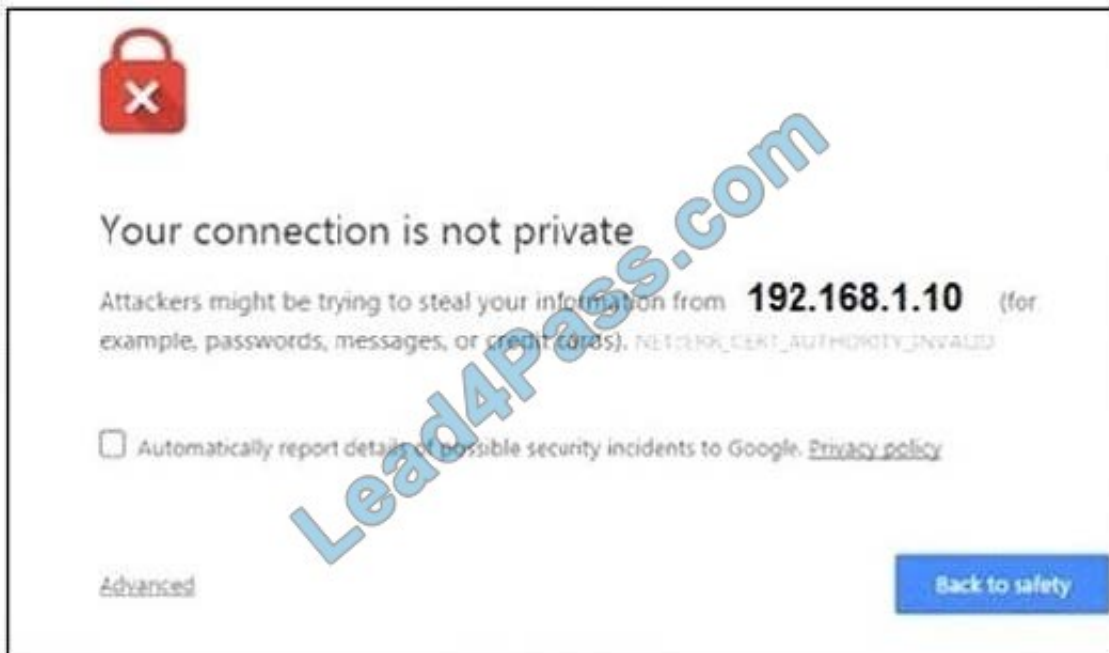 Your connection is not private
Attackers might be trying to steal your information from 192.168.1.10 (for
example, passwords, messages, or credit cards). NET::ERR_CERT_AUTHORITY_INVALID
Automatically report details of possible security incidents to Google. Privacy policy
Advanced
Back to safety
Lead4Pass.com